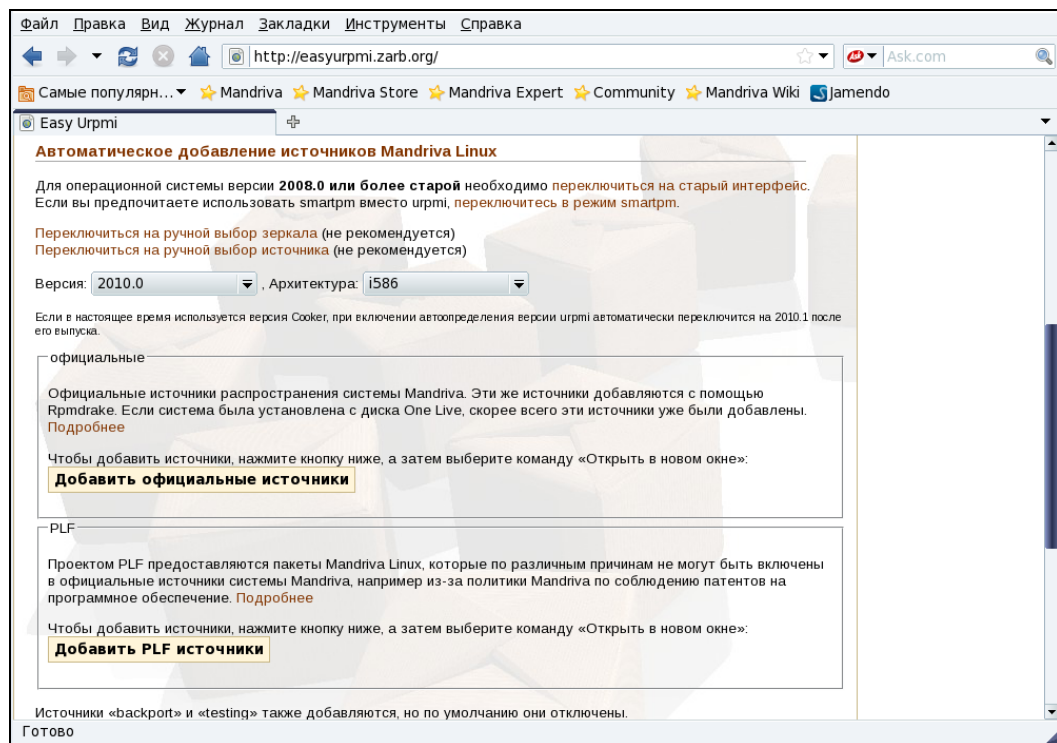 Файл Правка Вид Журнал Закладки Инструменты Справка
http://easyurpmi.zarb.org/ Ask Ask.com
Самые популярн... Mandriva Mandriva Store Mandriva Expert Community Mandriva Wiki Jamendo
Easy Urpmi
Автоматическое добавление источников Mandriva Linux
Для операционной системы версии 2008.0 или более старой необходимо переключиться на старый интерфейс.
Если вы предпочитаете использовать smartpm вместо urpmi, переключитесь в режим smartpm.
Переключиться на ручной выбор зеркала (не рекомендуется)
Переключиться на ручной выбор источника (не рекомендуется)
Версия: 2010.0 , Архитектура: i586
Если в настоящее время используется версия Cooker, при включении автоопределения версии urpmi автоматически переключится на 2010.1 после
его выпуска.
официальные
Официальные источники распространения системы Mandriva. Эти же источники добавляются с помощью
Rpmdrake. Если система была установлена с диска One Live, скорее всего эти источники уже были добавлены.
Подробнее
Чтобы добавить источники, нажмите кнопку ниже, а затем выберите команду «Открыть в новом окне»:
Добавить официальные источники
PLF
Проектом PLF предоставляются пакеты Mandriva Linux, которые по различным причинам не могут быть включены
в официальные источники системы Mandriva, например из-за политики Mandriva по соблюдению патентов на
программное обеспечение. Подробнее
Чтобы добавить источники, нажмите кнопку ниже, а затем выберите команду «Открыть в новом окне»:
Добавить PLF источники
Источники «backport» и «testing» также добавляются, но по умолчанию они отключены.
Готово